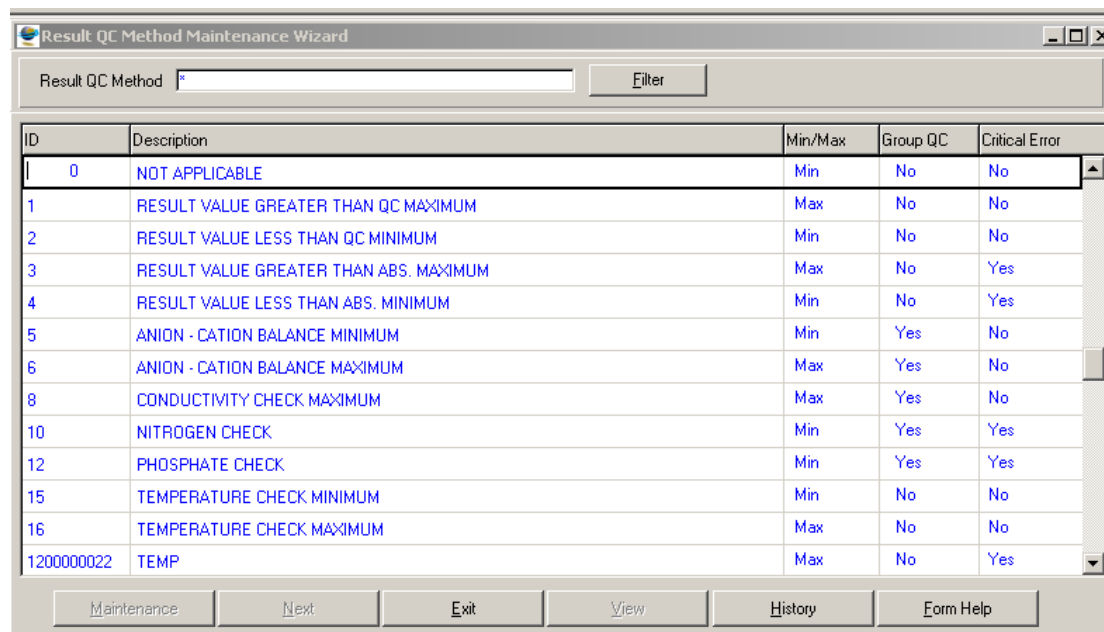 Result QC Method Maintenance Wizard
Result QC Method * Filter
ID Description Min/Max Group QC Critical Error
0 NOT APPLICABLE Min No No
1 RESULT VALUE GREATER THAN QC MAXIMUM Max No No
2 RESULT VALUE LESS THAN QC MINIMUM Min No No
3 RESULT VALUE GREATER THAN ABS. MAXIMUM Max No Yes
4 RESULT VALUE LESS THAN ABS. MINIMUM Min No Yes
5 ANION - CATION BALANCE MINIMUM Min Yes No
6 ANION - CATION BALANCE MAXIMUM Max Yes No
8 CONDUCTIVITY CHECK MAXIMUM Max Yes No
10 NITROGEN CHECK Min Yes Yes
12 PHOSPHATE CHECK Min Yes Yes
15 TEMPERATURE CHECK MINIMUM Min No No
16 TEMPERATURE CHECK MAXIMUM Max No No
1200000022 TEMP Max No Yes
Maintenance Next Exit View History Form Help